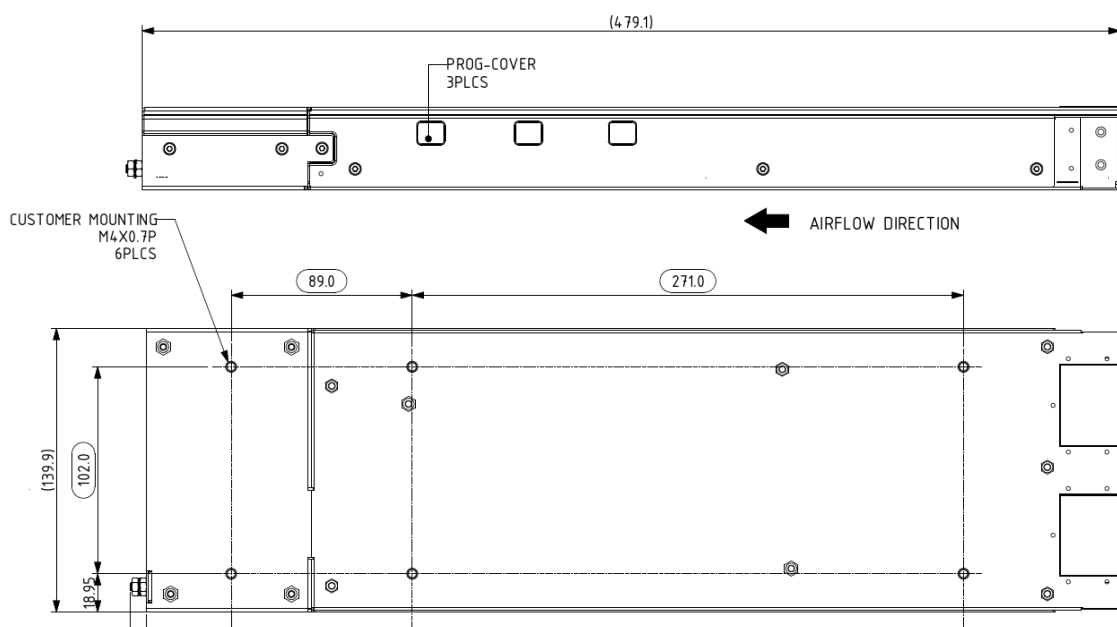 (479.1)
PROG-COVER
3PLCS
CUSTOMER MOUNTING
M4X0.7P
6PLCS
AIRFLOW DIRECTION
89.0
271.0
(139.9)
102.0
18.95